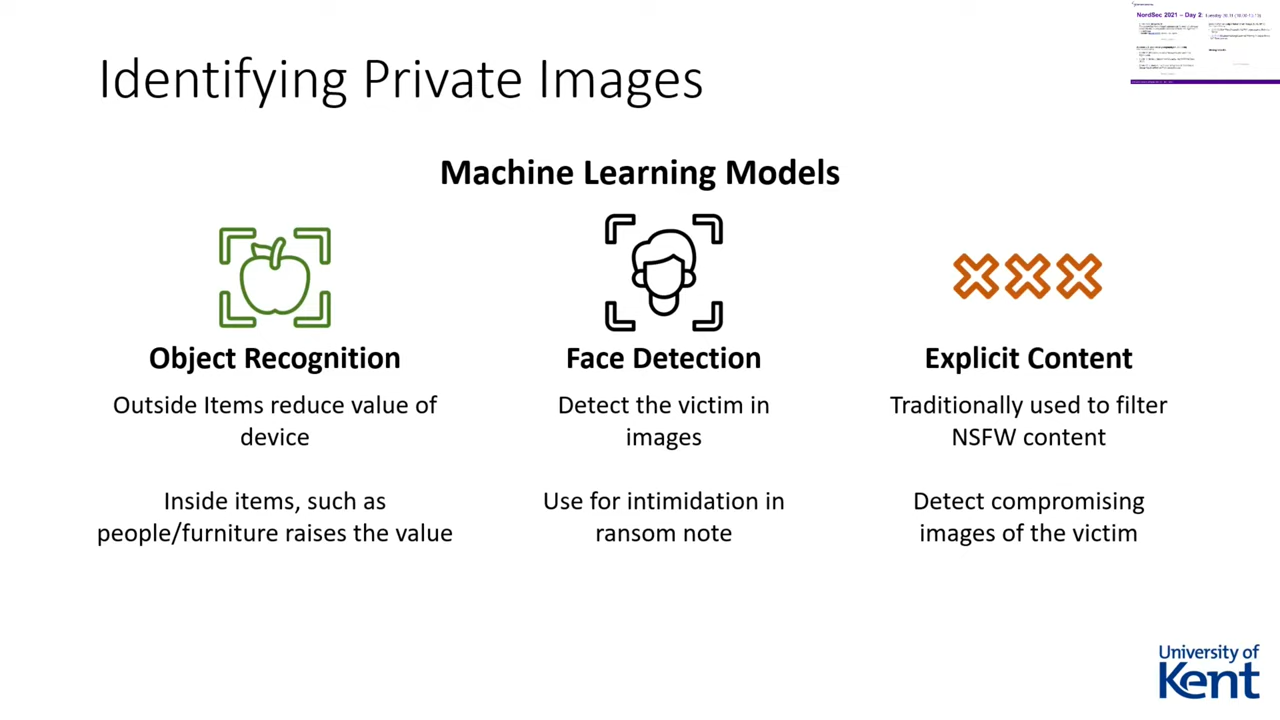 NordSec 2021 – Day 2:
Identifying Private Images
Machine Learning Models
Object Recognition
Outside Items reduce value of
device
Inside items, such as
people/furniture raises the value
Face Detection
Detect the victim in
images
Use for intimidation in
ransom note
Explicit Content
Traditionally used to filter
NSFW content
Detect compromising
images of the victim
University of
Kent